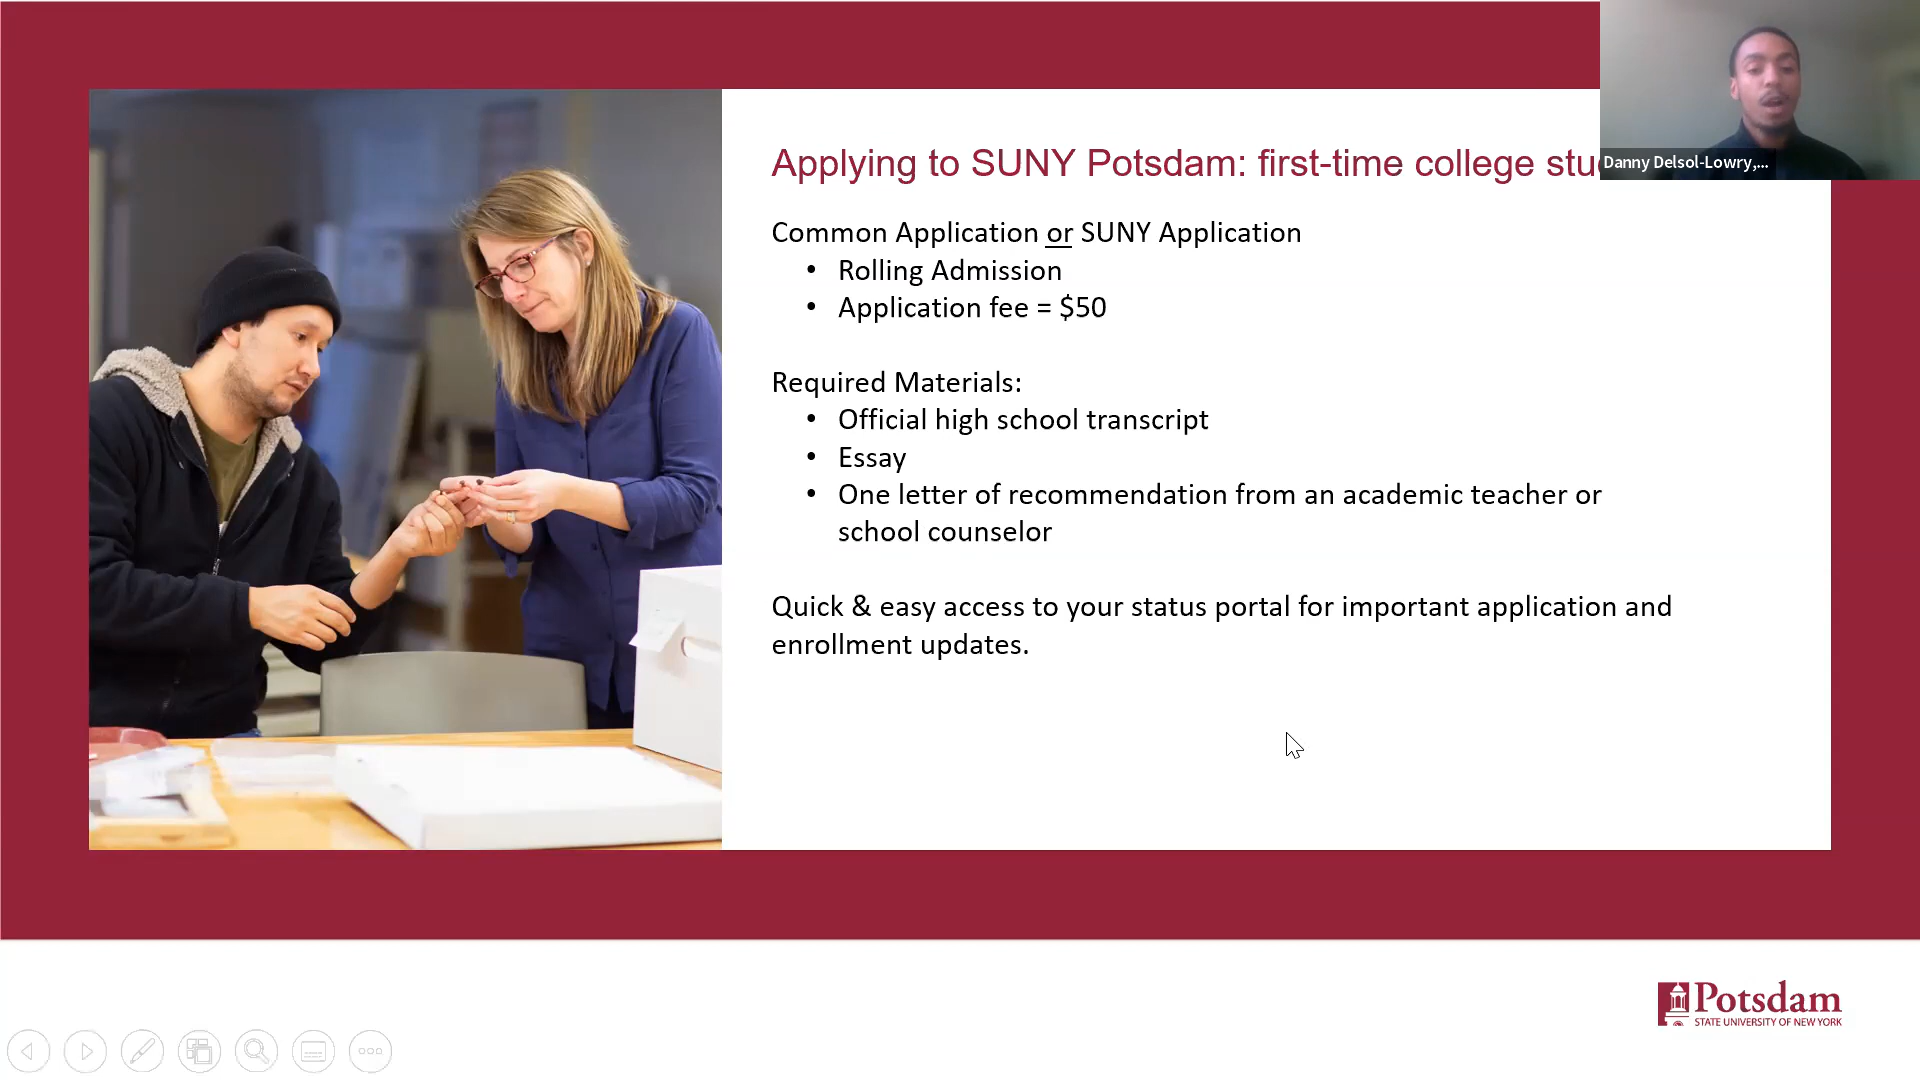 Applying to SUNY Potsdam: first-time college
Danny Delsol-Lowry,...
Common Application or SUNY Application
• Rolling Admission
• Application fee = $50
Required Materials:
• Official high school transcript
• Essay
• One letter of recommendation from an academic teacher or
school counselor
Quick & easy access to your status portal for important application and
enrollment updates.
Potsdam
STATE UNIVERSITY OF NEW YORK